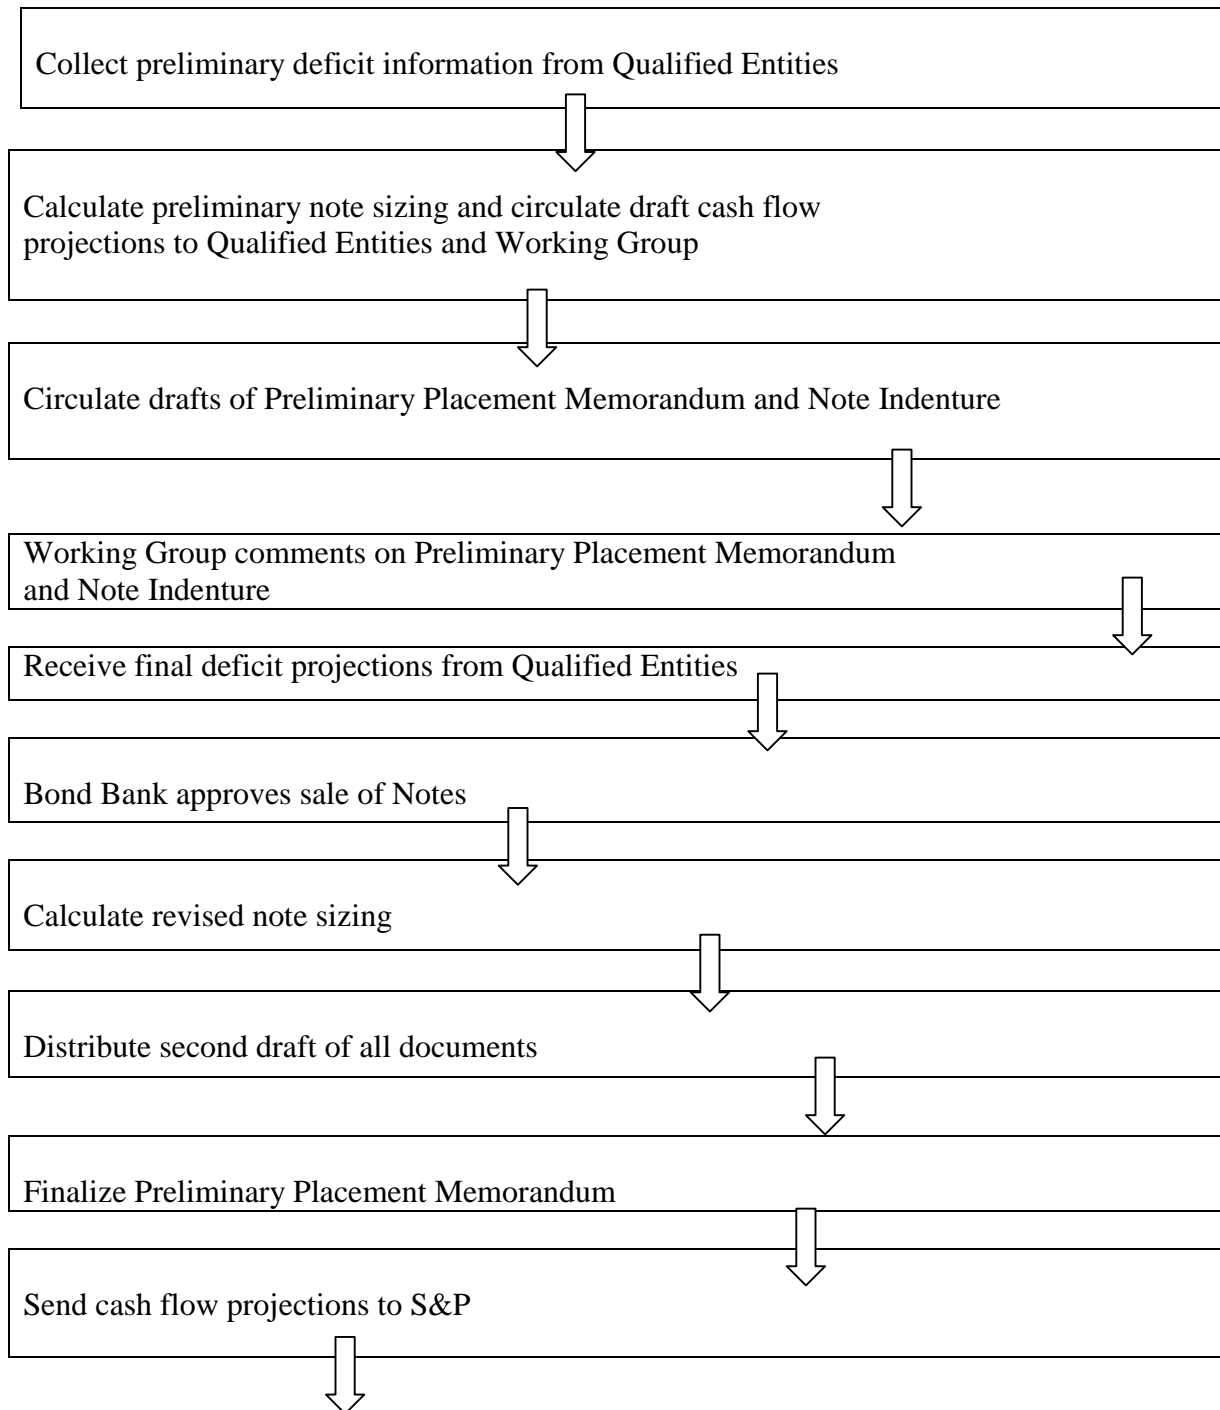 Collect preliminary deficit information from Qualified Entities
Calculate preliminary note sizing and circulate draft cash flow
projections to Qualified Entities and Working Group
Circulate drafts of Preliminary Placement Memorandum and Note Indenture
Working Group comments on Preliminary Placement Memorandum
and Note Indenture
Receive final deficit projections from Qualified Entities
Bond Bank approves sale of Notes
Calculate revised note sizing
Distribute second draft of all documents
Finalize Preliminary Placement Memorandum
Send cash flow projections to S&P